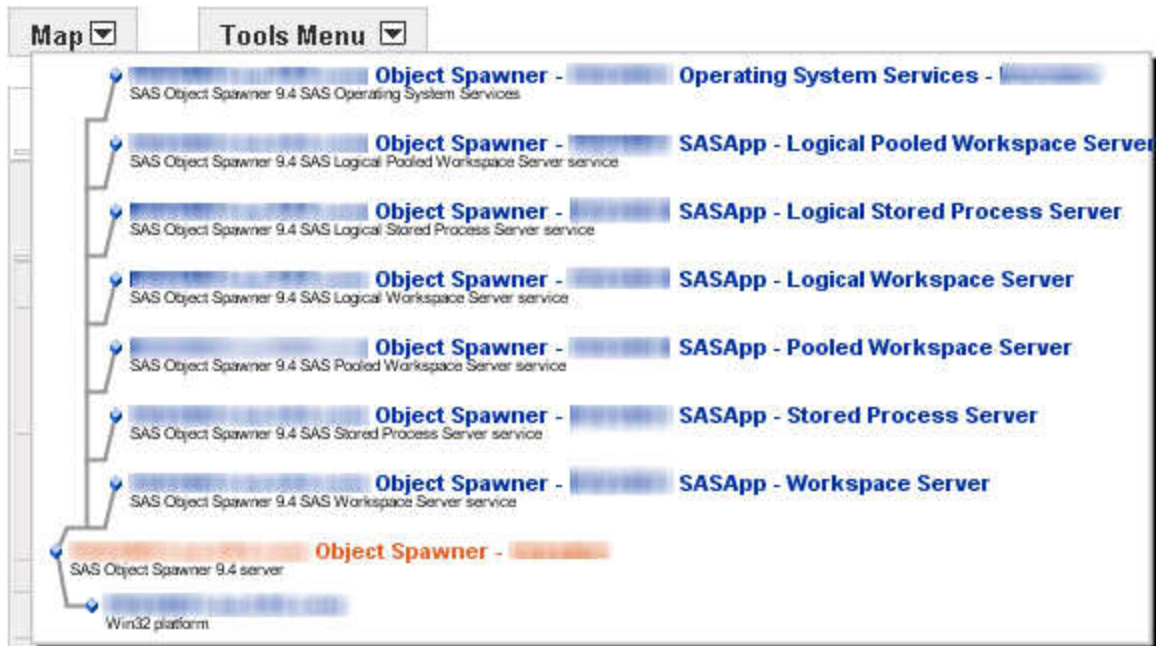 Map
Tools Menu
Object Spawner - Operating System Services -
SAS Object Spawner 9.4 SAS Operating System Services
Object Spawner - SASApp - Logical Pooled Workspace Server
SAS Object Spawner 9.4 SAS Logical Pooled Workspace Server service
Object Spawner - SASApp - Logical Stored Process Server
SAS Object Spawner 9.4 SAS Logical Stored Process Server service
Object Spawner - SASApp - Logical Workspace Server
SAS Object Spawner 9.4 SAS Logical Workspace Server service
Object Spawner - SASApp - Pooled Workspace Server
SAS Object Spawner 9.4 SAS Pooled Workspace Server service
Object Spawner - SASApp - Stored Process Server
SAS Object Spawner 9.4 SAS Stored Process Server service
Object Spawner - SASApp - Workspace Server
SAS Object Spawner 9.4 SAS Workspace Server service
Object Spawner -
SAS Object Spawner 9.4 server
Win32 platform